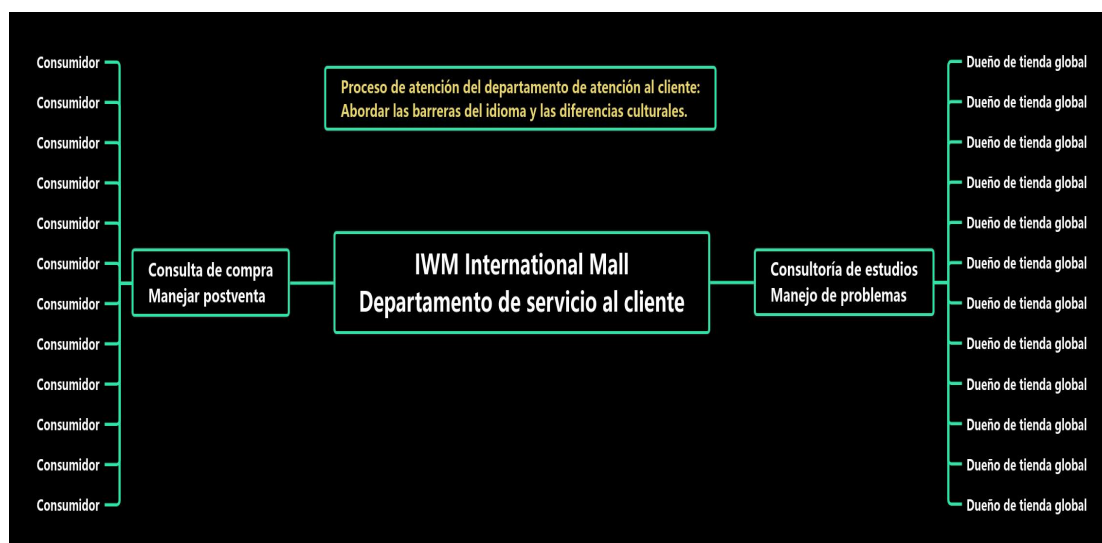 Proceso de atención del departamento de atención al cliente:
Abordar las barreras del idioma y las diferencias culturales.
Consumidor
Consumidor
Consumidor
Consumidor
Consumidor
Consumidor
Consumidor
Consumidor
Consumidor
Consumidor
Consumidor
Consumidor
Consulta de compra
Manejar postventa
IWM International Mall
Departamento de servicio al cliente
Consultoría de estudios
Manejo de problemas
Dueño de tienda global
Dueño de tienda global
Dueño de tienda global
Dueño de tienda global
Dueño de tienda global
Dueño de tienda global
Dueño de tienda global
Dueño de tienda global
Dueño de tienda global
Dueño de tienda global
Dueño de tienda global
Dueño de tienda global